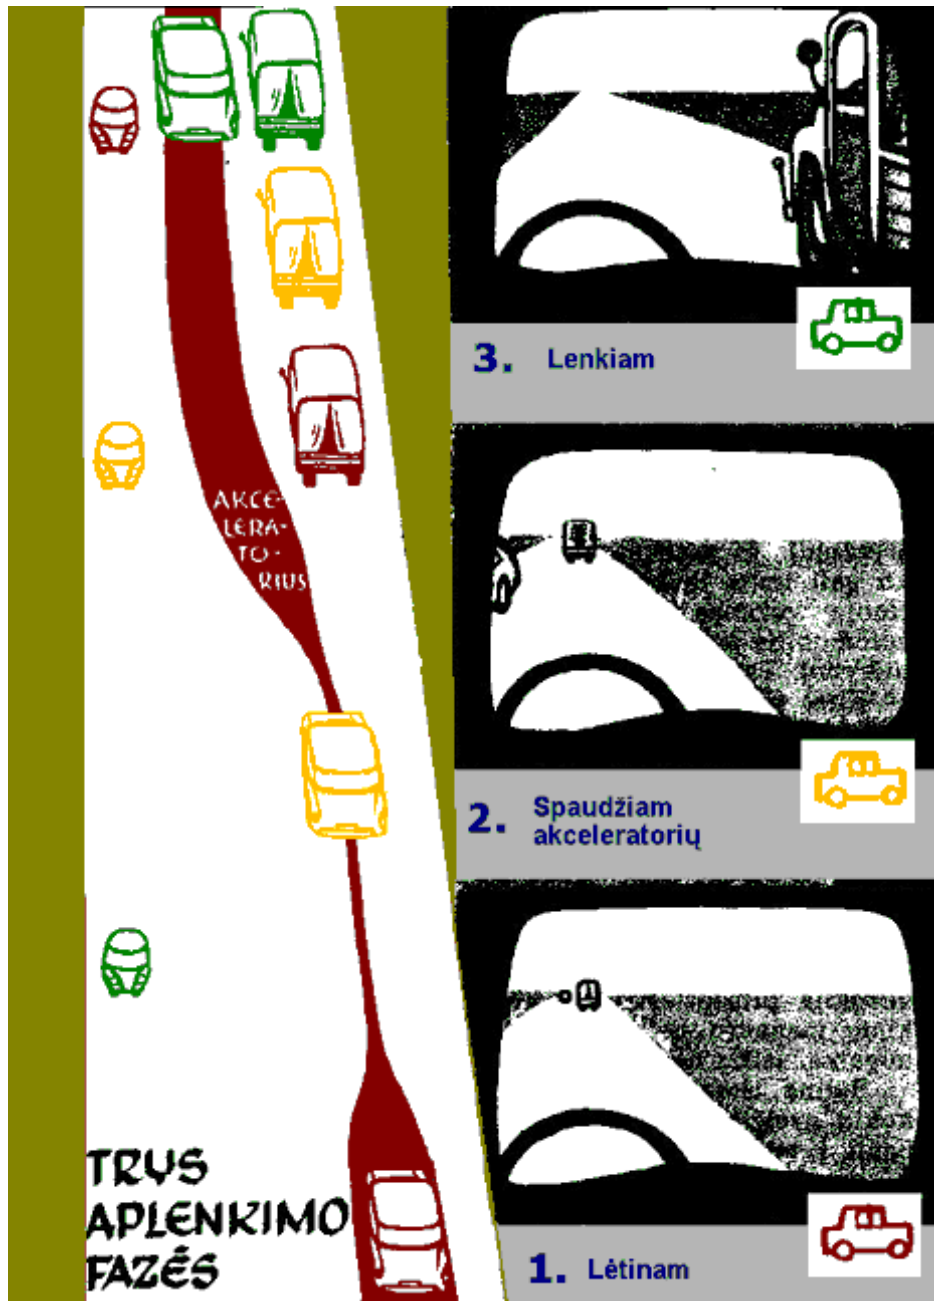 AKCE-
LERA-
TO-
RIUS
TRYS
APLENKIMO
FAZĖS
3. Lenkiam
2. Spaudžiam
akceleratorių
1. Lėtinam